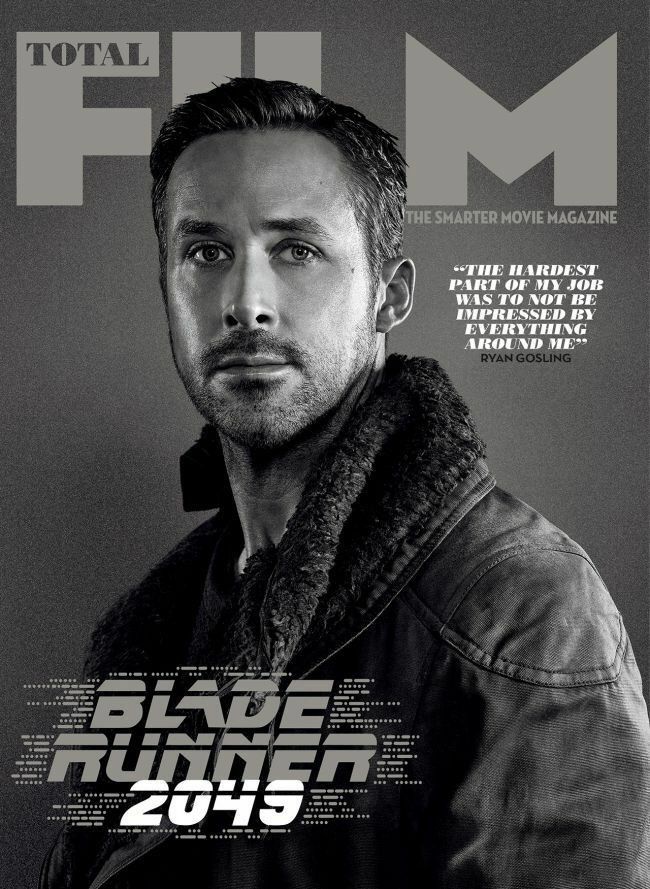 TOTAL
FILM
THE SMARTER MOVIE MAGAZINE
“THE HARDEST
PART OF MY JOB
WAS TO NOT BE
IMPRESSED BY
EVERYTHING
AROUND ME”
RYAN GOSLING
BLADE
RUNNER
2049